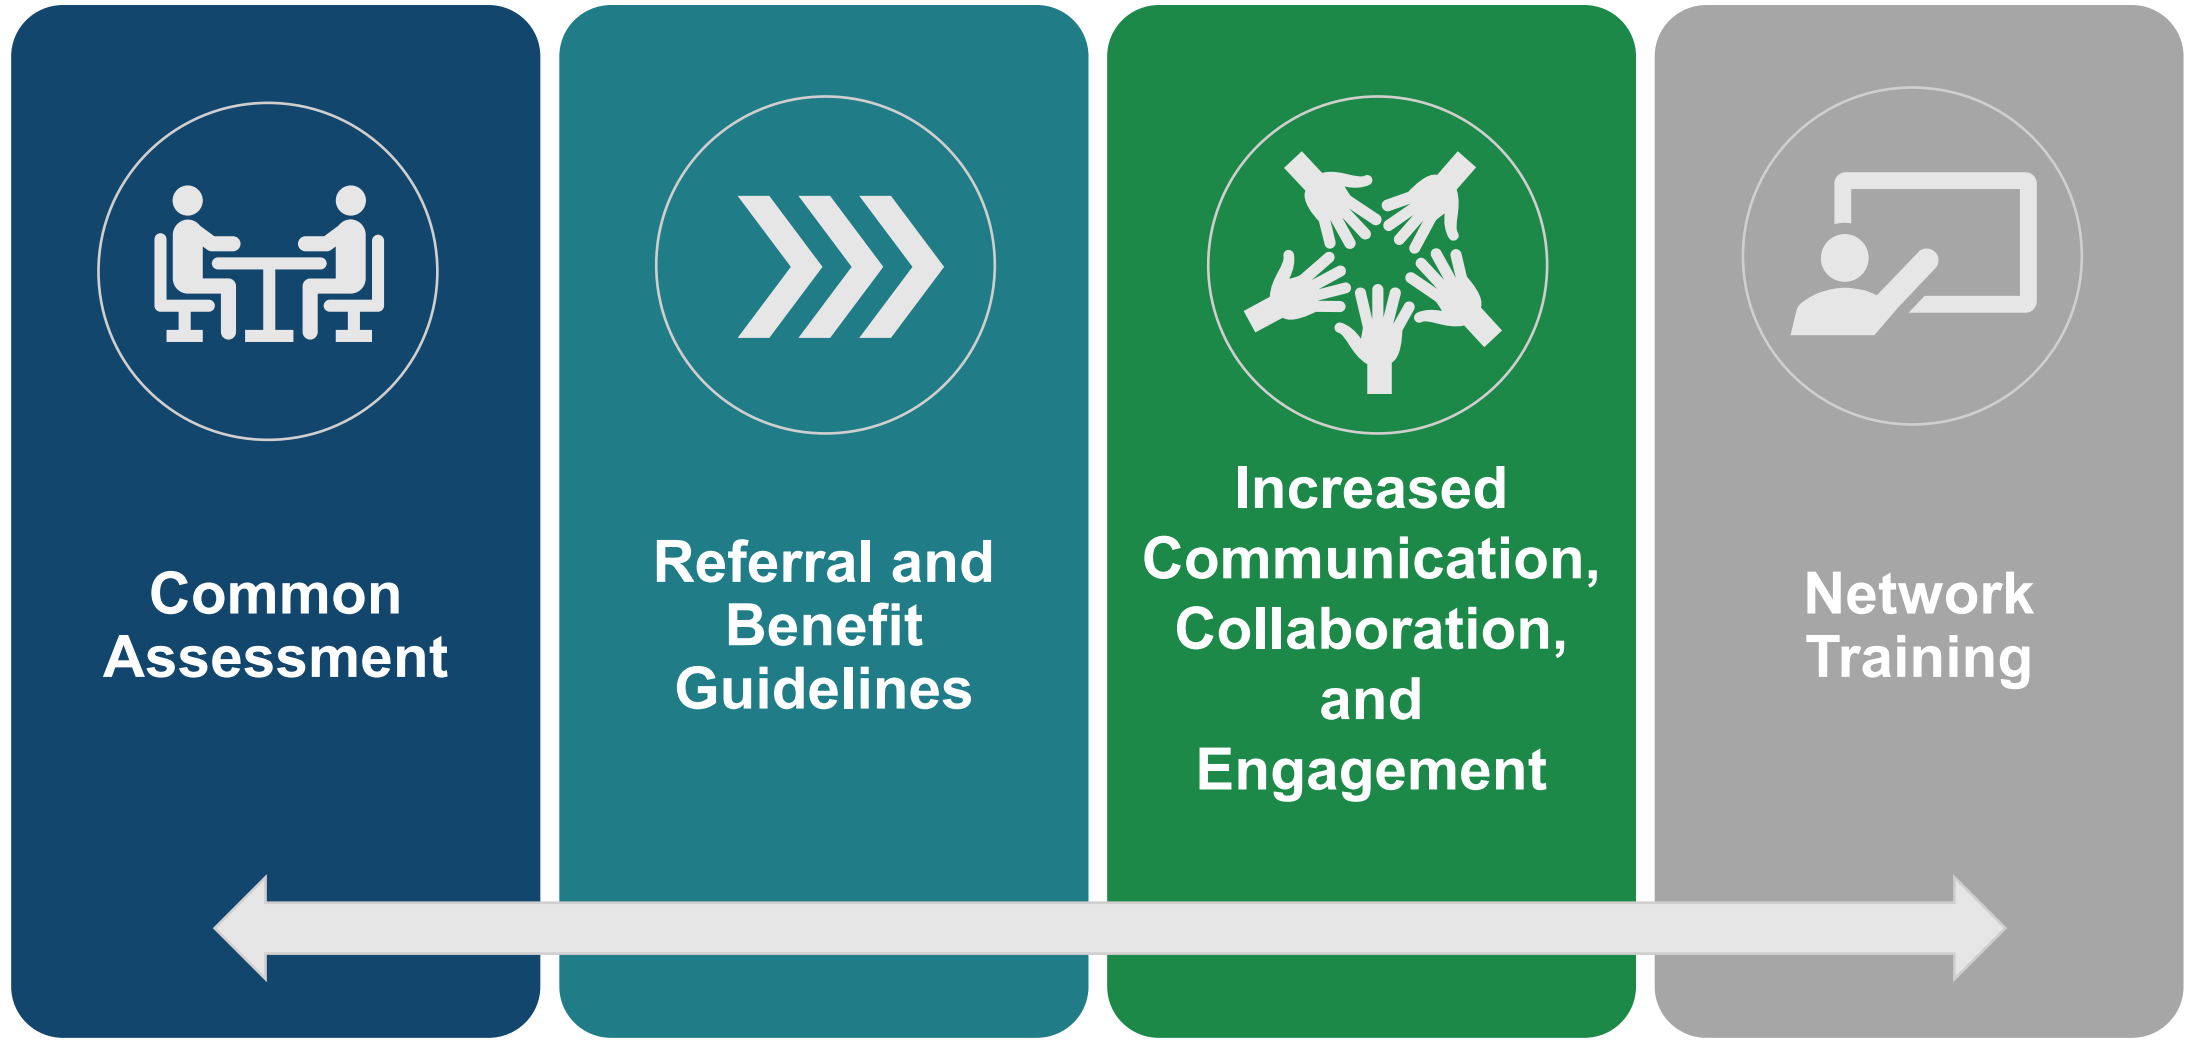 Common
Assessment
Referral and
Benefit
Guidelines
Increased
Communication,
Collaboration,
and
Engagement
Network
Training